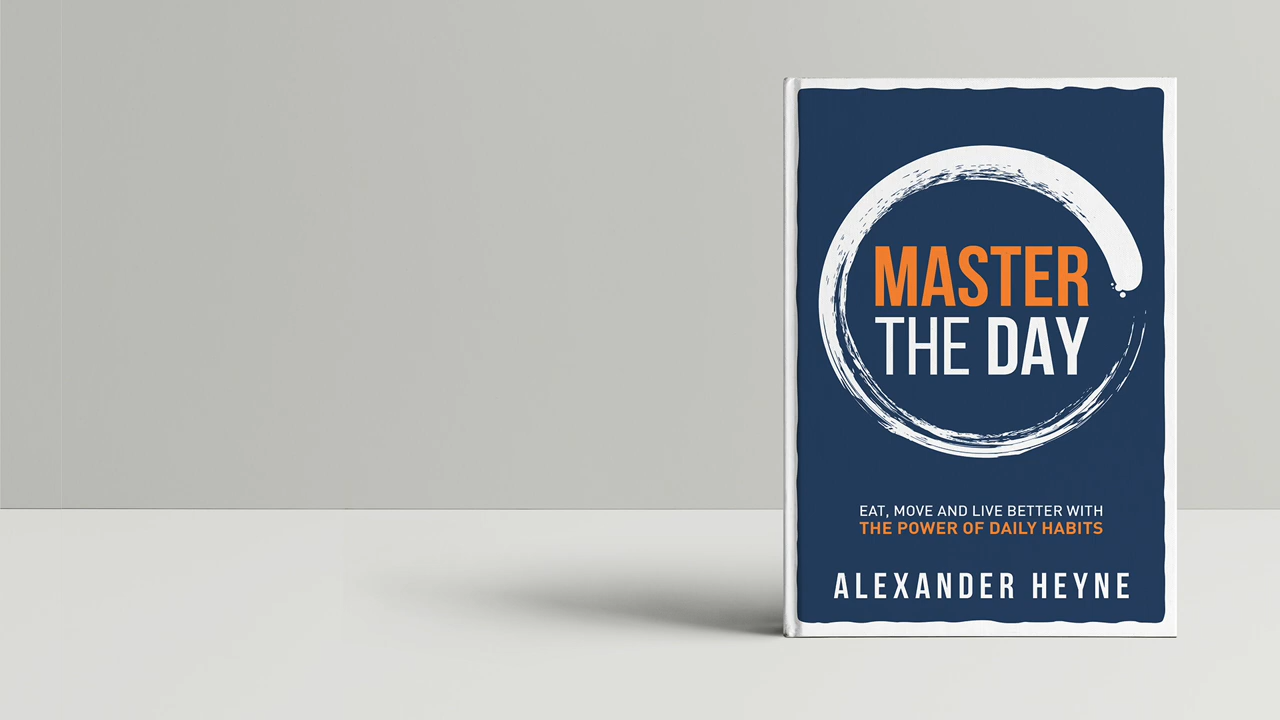 MASTER
THE DAY
EAT, MOVE AND LIVE BETTER WITH
THE POWER OF DAILY HABITS
ALEXANDER HEYNE